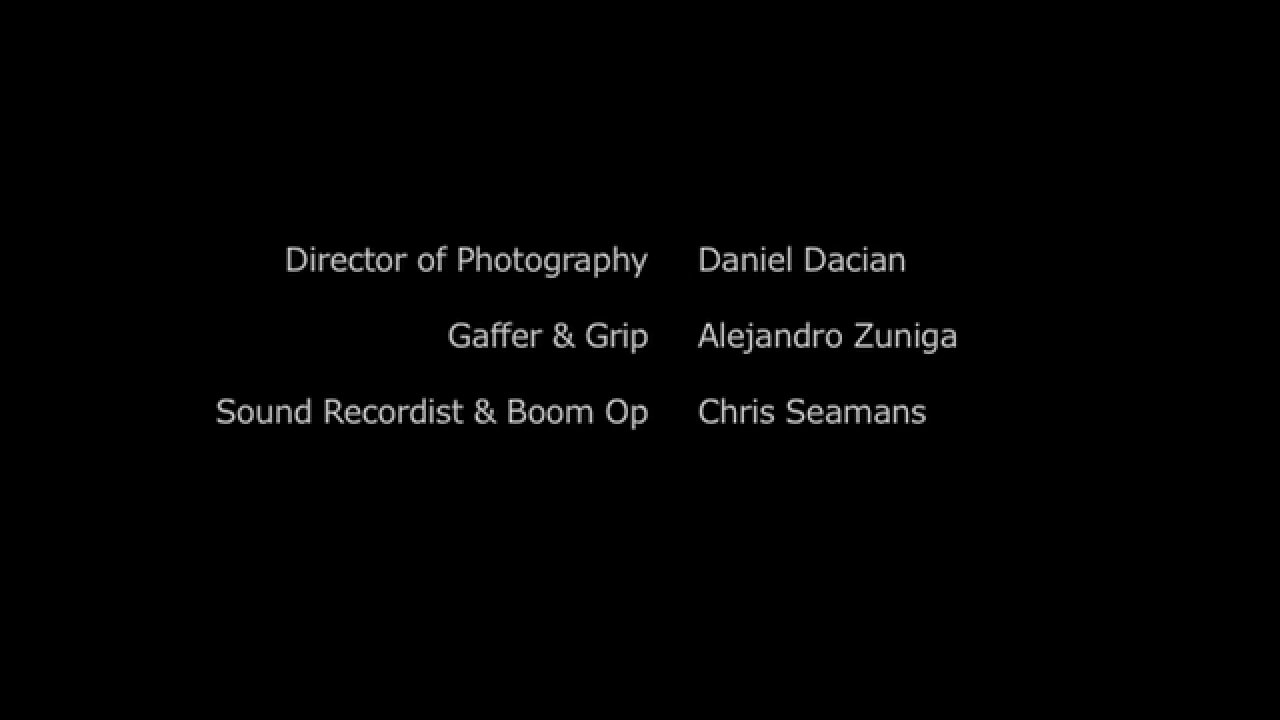 Director of Photography Daniel Dacian
Gaffer & Grip Alejandro Zuniga
Sound Recordist & Boom Op Chris Seamans